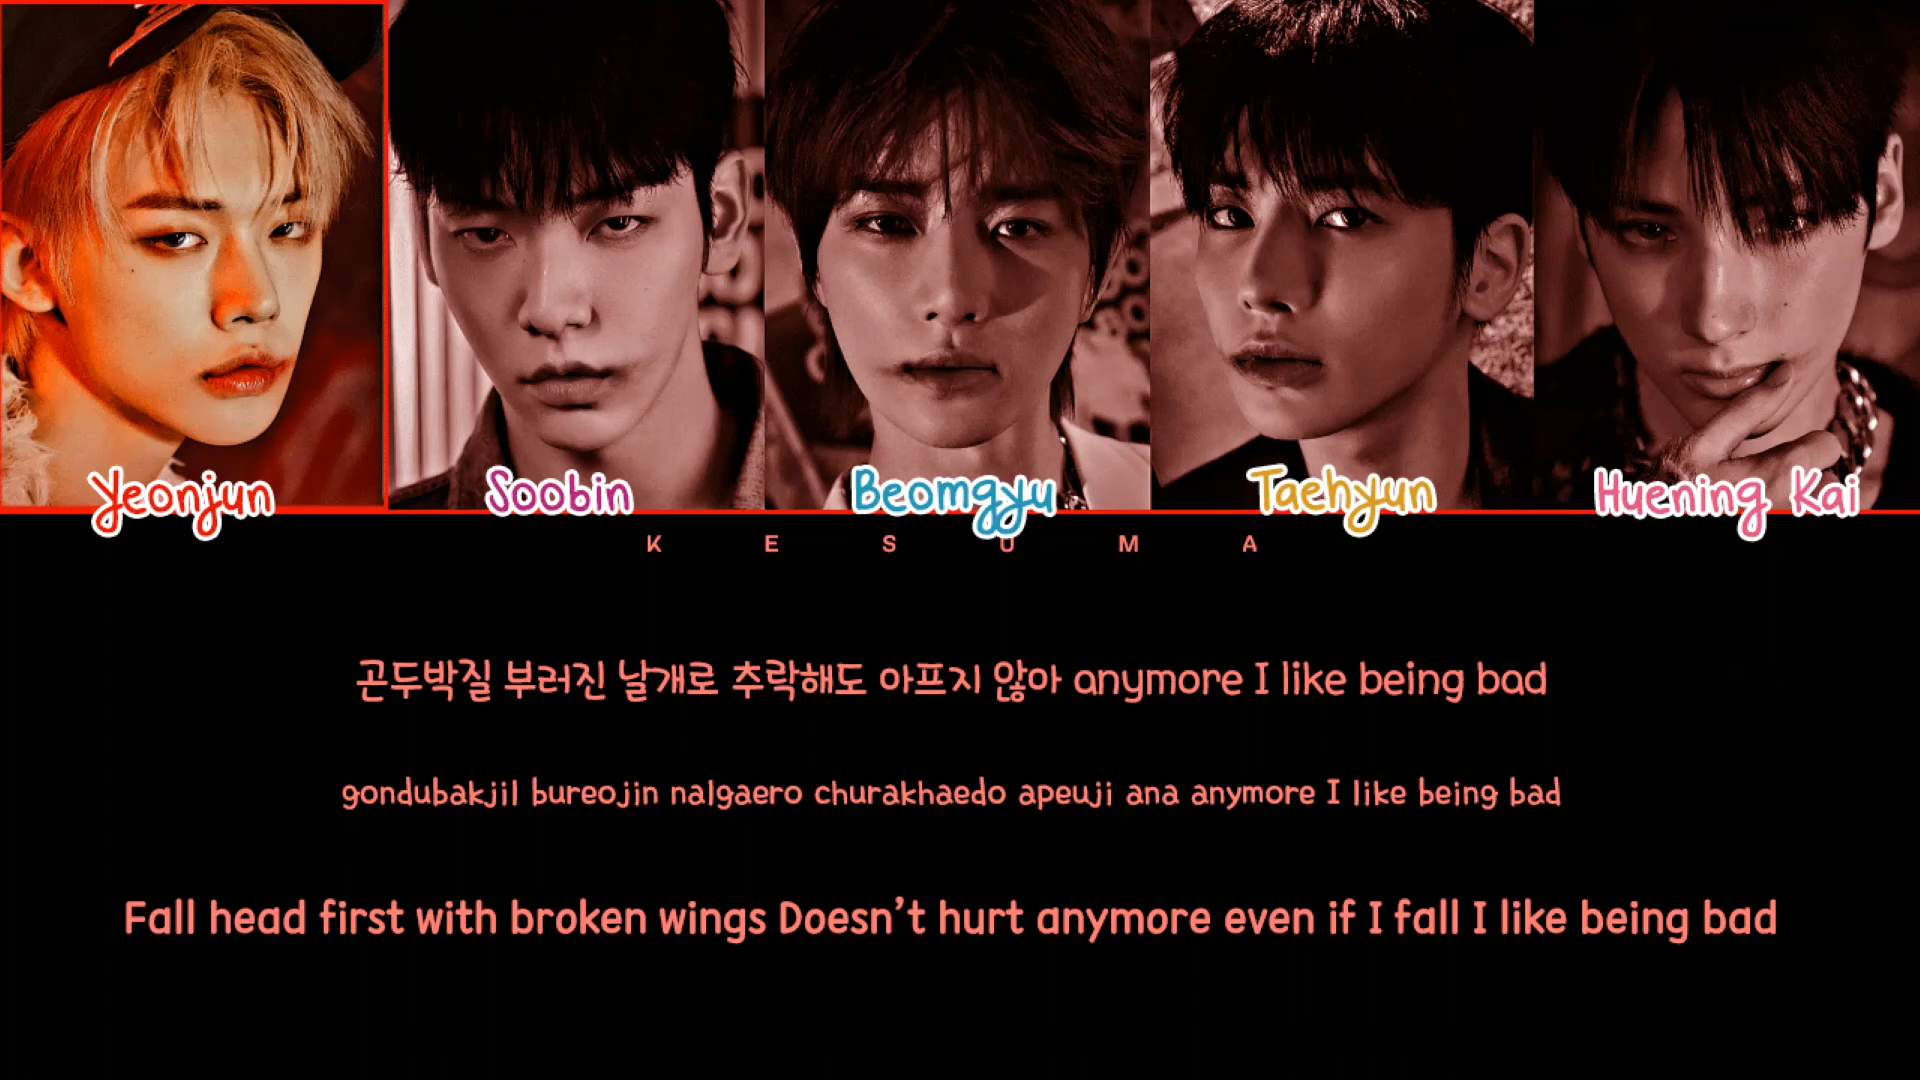 Yeonjun Soobin Beomgyu Taehyun Huening Kai
K E S U M A
곤두박질 부러진 날개로 추락해도 아프지 않아 anymore I like being bad
gondubakjil bureojin nalgaero churakhaedo apeuji ana anymore I like being bad
Fall head first with broken wings Doesn't hurt anymore even if I fall I like being bad